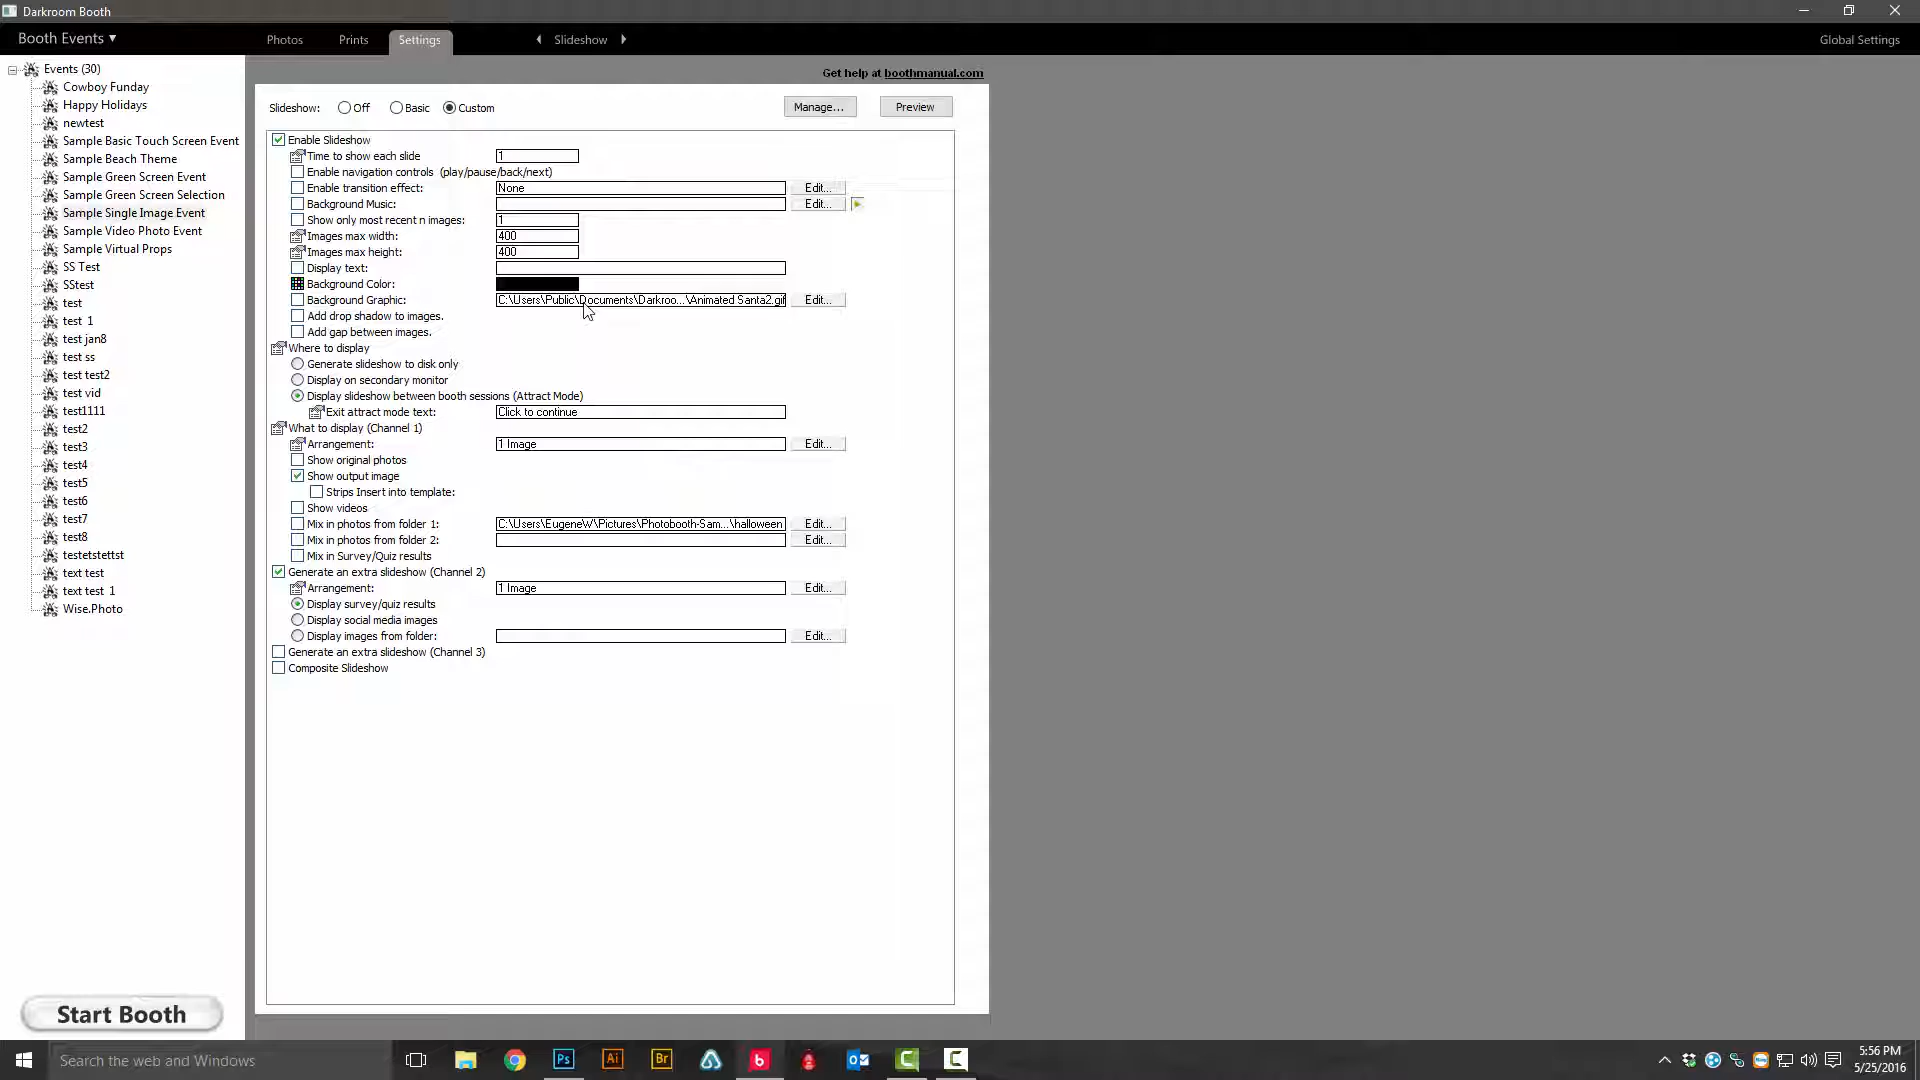 Darkroom Booth
Booth Events ▾ Photos Prints Settings Slideshow Global Settings
Get help at boothmanual.com
Events (30)
Cowboy Funday
Happy Holidays
newtest
Sample Basic Touch Screen Event
Sample Beach Theme
Sample Green Screen Event
Sample Green Screen Selection
Sample Single Image Event
Sample Video Photo Event
Sample Virtual Props
SS Test
SStest
test
test 1
test jan8
test ss
test test2
test vid
test1111
test2
test3
test4
test5
test6
test7
test8
testetstettst
text test
text test 1
Wise.Photo
Start Booth
Slideshow: Off Basic Custom Manage... Preview
Enable Slideshow
Time to show each slide 1
Enable navigation controls (play/pause/back/next)
Enable transition effect: None Edit...
Background Music: Edit...
Show only most recent n images: 1
Images max width: 400
Images max height: 400
Display text:
Background Color:
Background Graphic: C:\Users\Public\Documents\Darkroo...\Animated Santa2.gif Edit...
Add drop shadow to images.
Add gap between images.
Where to display
Generate slideshow to disk only
Display on secondary monitor
Display slideshow between booth sessions (Attract Mode)
Exit attract mode text: Click to continue
What to display (Channel 1)
Arrangement: 1 Image Edit...
Show original photos
Show output image
Strips Insert into template:
Show videos
Mix in photos from folder 1: C:\Users\EugeneW\Pictures\Photobooth-Sam...\halloween Edit...
Mix in photos from folder 2: Edit...
Mix in Survey/Quiz results
Generate an extra slideshow (Channel 2)
Arrangement: 1 Image Edit...
Display survey/quiz results
Display social media images
Display images from folder: Edit...
Generate an extra slideshow (Channel 3)
Composite Slideshow
Search the web and Windows
Ps Ai Br b
5:56 PM
5/25/2016